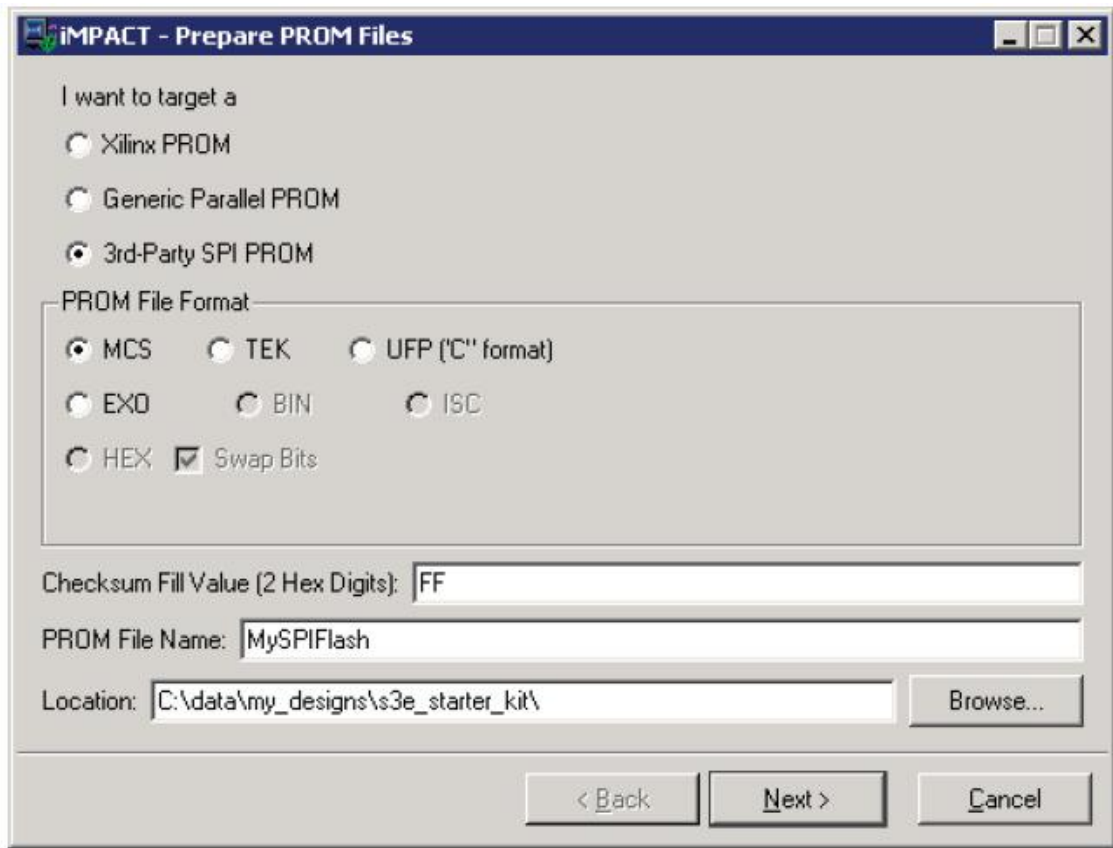 iMPACT - Prepare PROM Files
I want to target a
Xilinx PROM
Generic Parallel PROM
3rd-Party SPI PROM
PROM File Format
MCS TEK UFP ('C" format)
EXO BIN ISC
HEX Swap Bits
Checksum Fill Value (2 Hex Digits): FF
PROM File Name: MySPIFlash
Location: C:\data\my_designs\s3e_starter_kit\ Browse...
< Back Next > Cancel